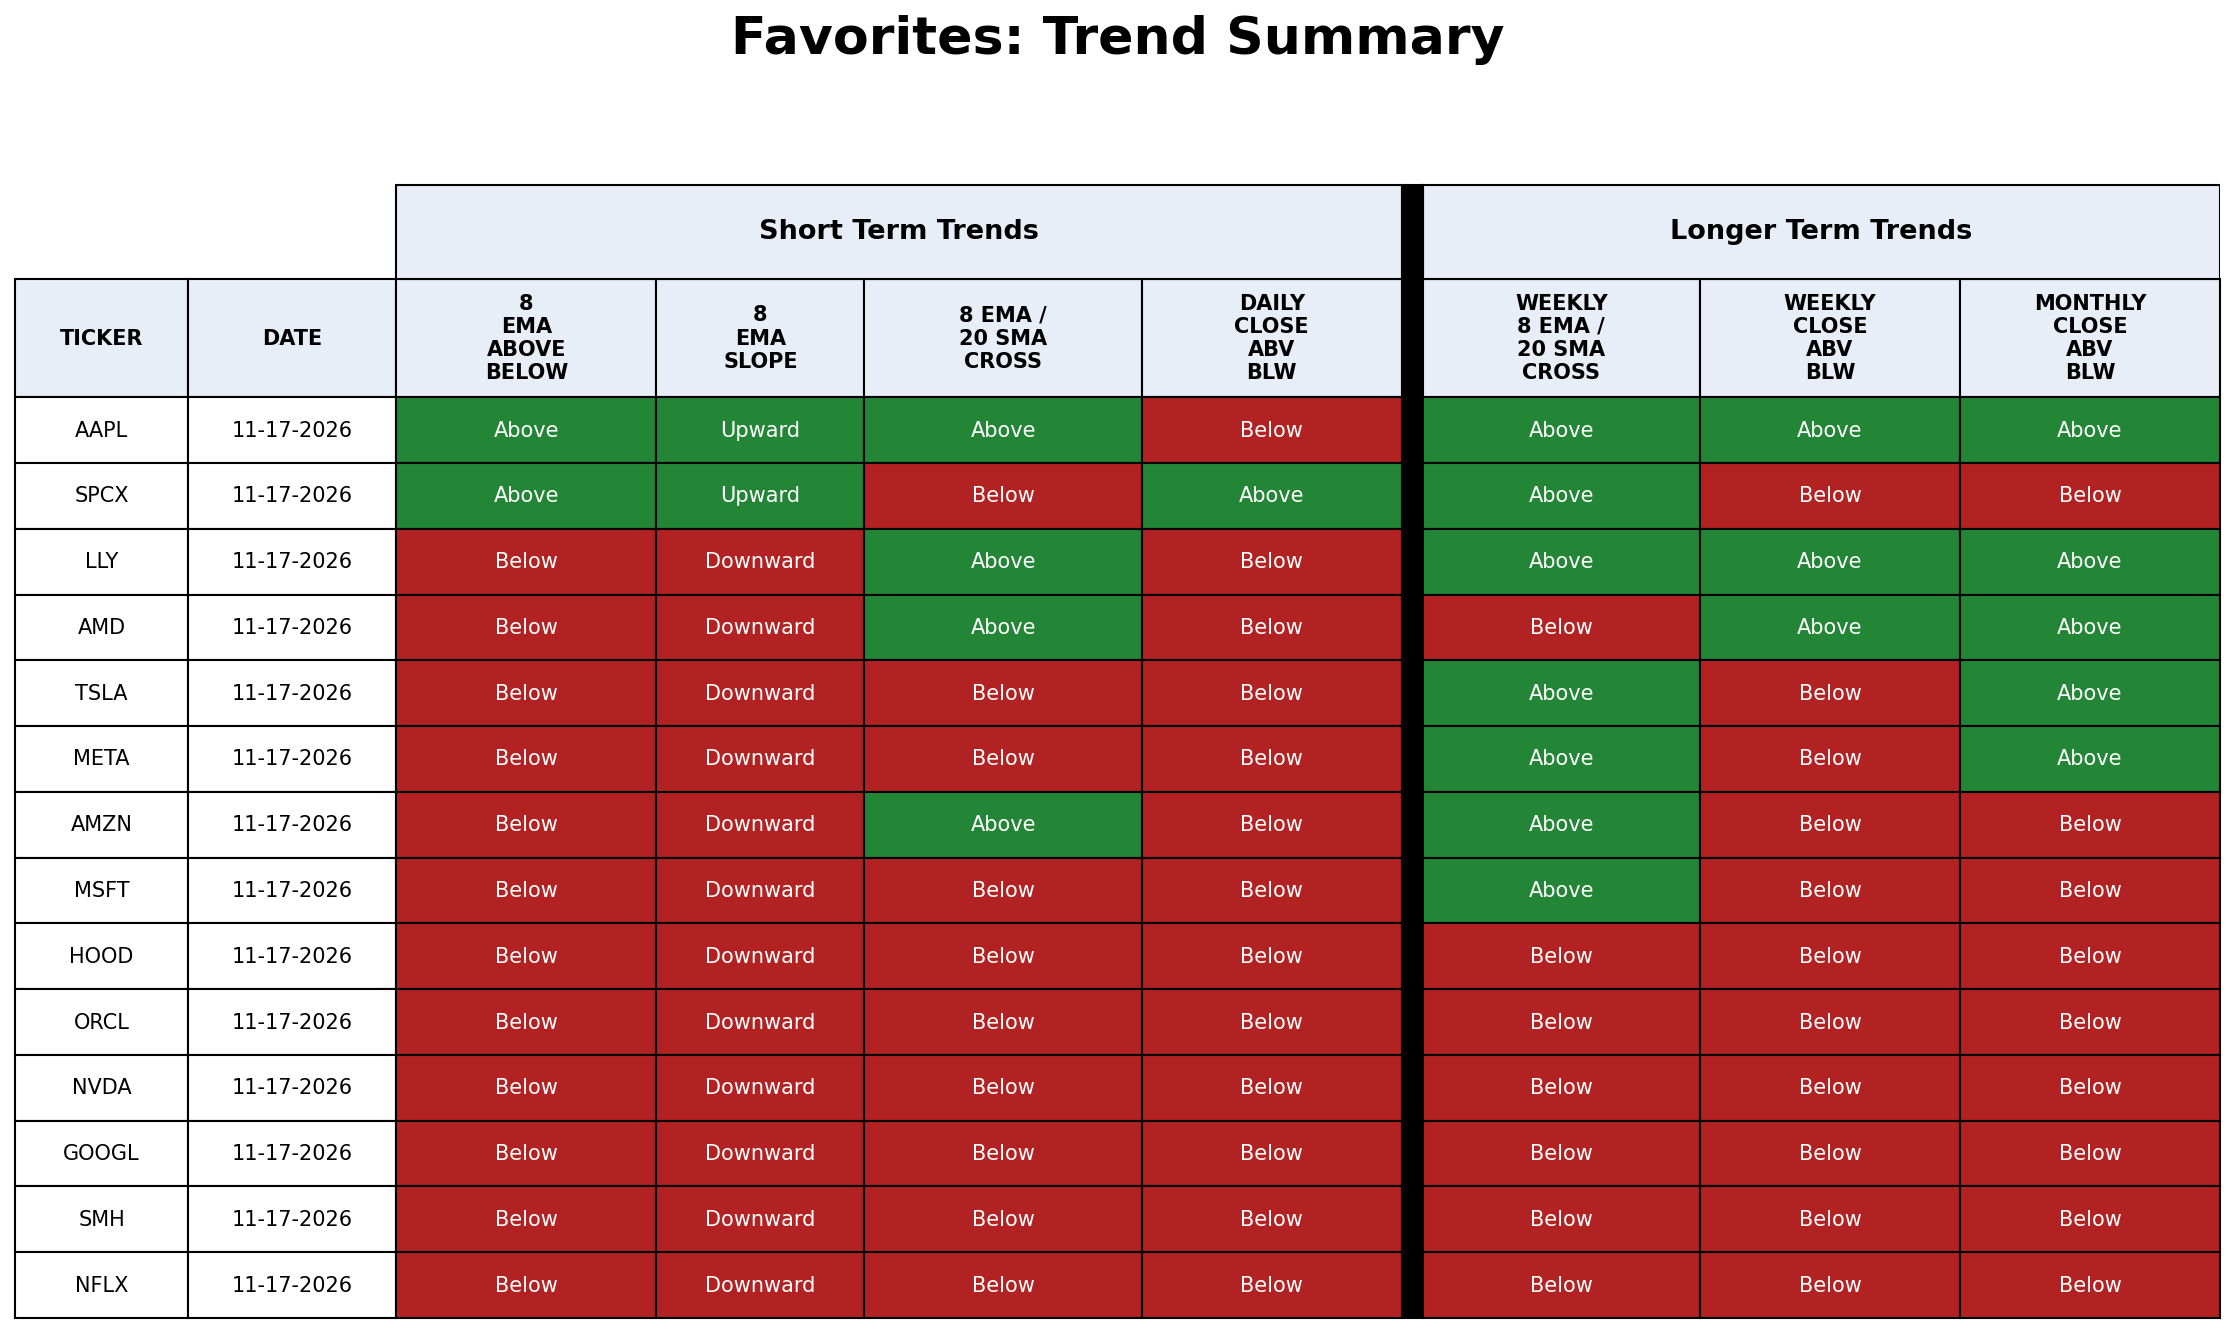 Favorites: Trend Summary
Short Term Trends Longer Term Trends
TICKER DATE 8 EMA ABOVE BELOW 8 EMA SLOPE 8 EMA / 20 SMA CROSS DAILY CLOSE ABV BLW WEEKLY 8 EMA / 20 SMA CROSS WEEKLY CLOSE ABV BLW MONTHLY CLOSE ABV BLW
AAPL 11-17-2026 Above Upward Above Below Above Above Above
SPCX 11-17-2026 Above Upward Below Above Above Below Below
LLY 11-17-2026 Below Downward Above Below Above Above Above
AMD 11-17-2026 Below Downward Above Below Below Above Above
TSLA 11-17-2026 Below Downward Below Below Above Below Above
META 11-17-2026 Below Downward Below Below Above Below Above
AMZN 11-17-2026 Below Downward Above Below Above Below Below
MSFT 11-17-2026 Below Downward Below Below Above Below Below
HOOD 11-17-2026 Below Downward Below Below Below Below Below
ORCL 11-17-2026 Below Downward Below Below Below Below Below
NVDA 11-17-2026 Below Downward Below Below Below Below Below
GOOGL 11-17-2026 Below Downward Below Below Below Below Below
SMH 11-17-2026 Below Downward Below Below Below Below Below
NFLX 11-17-2026 Below Downward Below Below Below Below Below